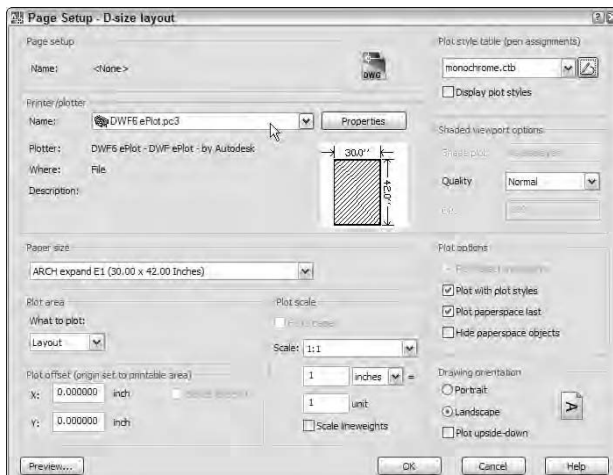 Page Setup - D-size layout
Page setup
Name: <None>
DWG
Printer/plotter
Name: DWF6 ePlot.pc3
Properties
Plotter: DWF6 ePlot - DWF ePlot - by Autodesk
Where: File
Description:
30.0''
42.0''
Paper size
ARCH expand E1 (30.00 x 42.00 Inches)
Plot area
What to plot:
Layout
Plot offset (origin set to printable area)
X: 0.000000 inch
Y: 0.000000 inch
Plot scale
Scale: 1:1
1 inches =
1 unit
Scale lineweights
Plot style table (pen assignments)
monochrome.ctb
Display plot styles
Shaded viewport options
Quality Normal
Plot options
Plot with plot styles
Plot paperspace last
Hide paperspace objects
Drawing orientation
Portrait
Landscape
Plot upside-down
A
Preview...
OK
Cancel
Help